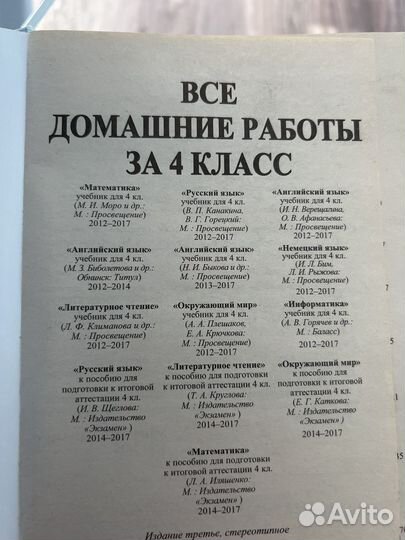 ВСЕ
ДОМАШНИЕ РАБОТЫ
ЗА 4 КЛАСС
«Математика»
учебник для 4 кл.
(М. И. Моро и др.:
М. : Просвещение)
2012–2017
«Русский язык»
учебник для 4 кл.
(В. П. Канакина,
В. Г. Горецкий:
М. : Просвещение)
2012–2017
«Английский язык»
учебник для 4 кл.
(И. Н. Верещагина,
О. В. Афанасьева:
М. : Просвещение)
2012–2017
«Английский язык»
учебник для 4 кл.
(М. З. Биболетова и др.:
Обнинск: Титул)
2012–2014
«Английский язык»
учебник для 4 кл.
(Н. И. Быкова и др.:
М. : Просвещение)
2013–2017
«Немецкий язык»
учебник для 4 кл.
(И. Л. Бим,
Л. И. Рыжова:
М. : Просвещение)
2012–2017
«Литературное чтение»
учебник для 4 кл.
(Л. Ф. Климанова и др.:
М. : Просвещение)
2012–2017
«Окружающий мир»
учебник для 4 кл.
(А. А. Плешаков,
Е. А. Крючкова:
М. : Просвещение)
2012–2017
«Информатика»
учебник для 4 кл.
(А. В. Горячев и др.:
М.: Баласс)
2012–2017
«Русский язык»
к пособию для подготовки
к итоговой аттестации 4 кл.
(И. В. Щеглова:
М. : Издательство
«Экзамен»)
2014–2017
«Литературное чтение»
к пособию для подготовки
к итоговой аттестации 4 кл.
(Т. А. Круглова:
М. : Издательство
«Экзамен»)
2014–2017
«Окружающий мир»
к пособию для подготовки
к итоговой аттестации 4 кл.
(Е. Г. Каткова:
М. : Издательство
«Экзамен»)
2014–2017
«Математика»
к пособию для подготовки
к итоговой аттестации 4 кл.
(Л. А. Иляшенко:
М. : Издательство
«Экзамен»)
2014–2017
Издание третье, стереотипное
Avito